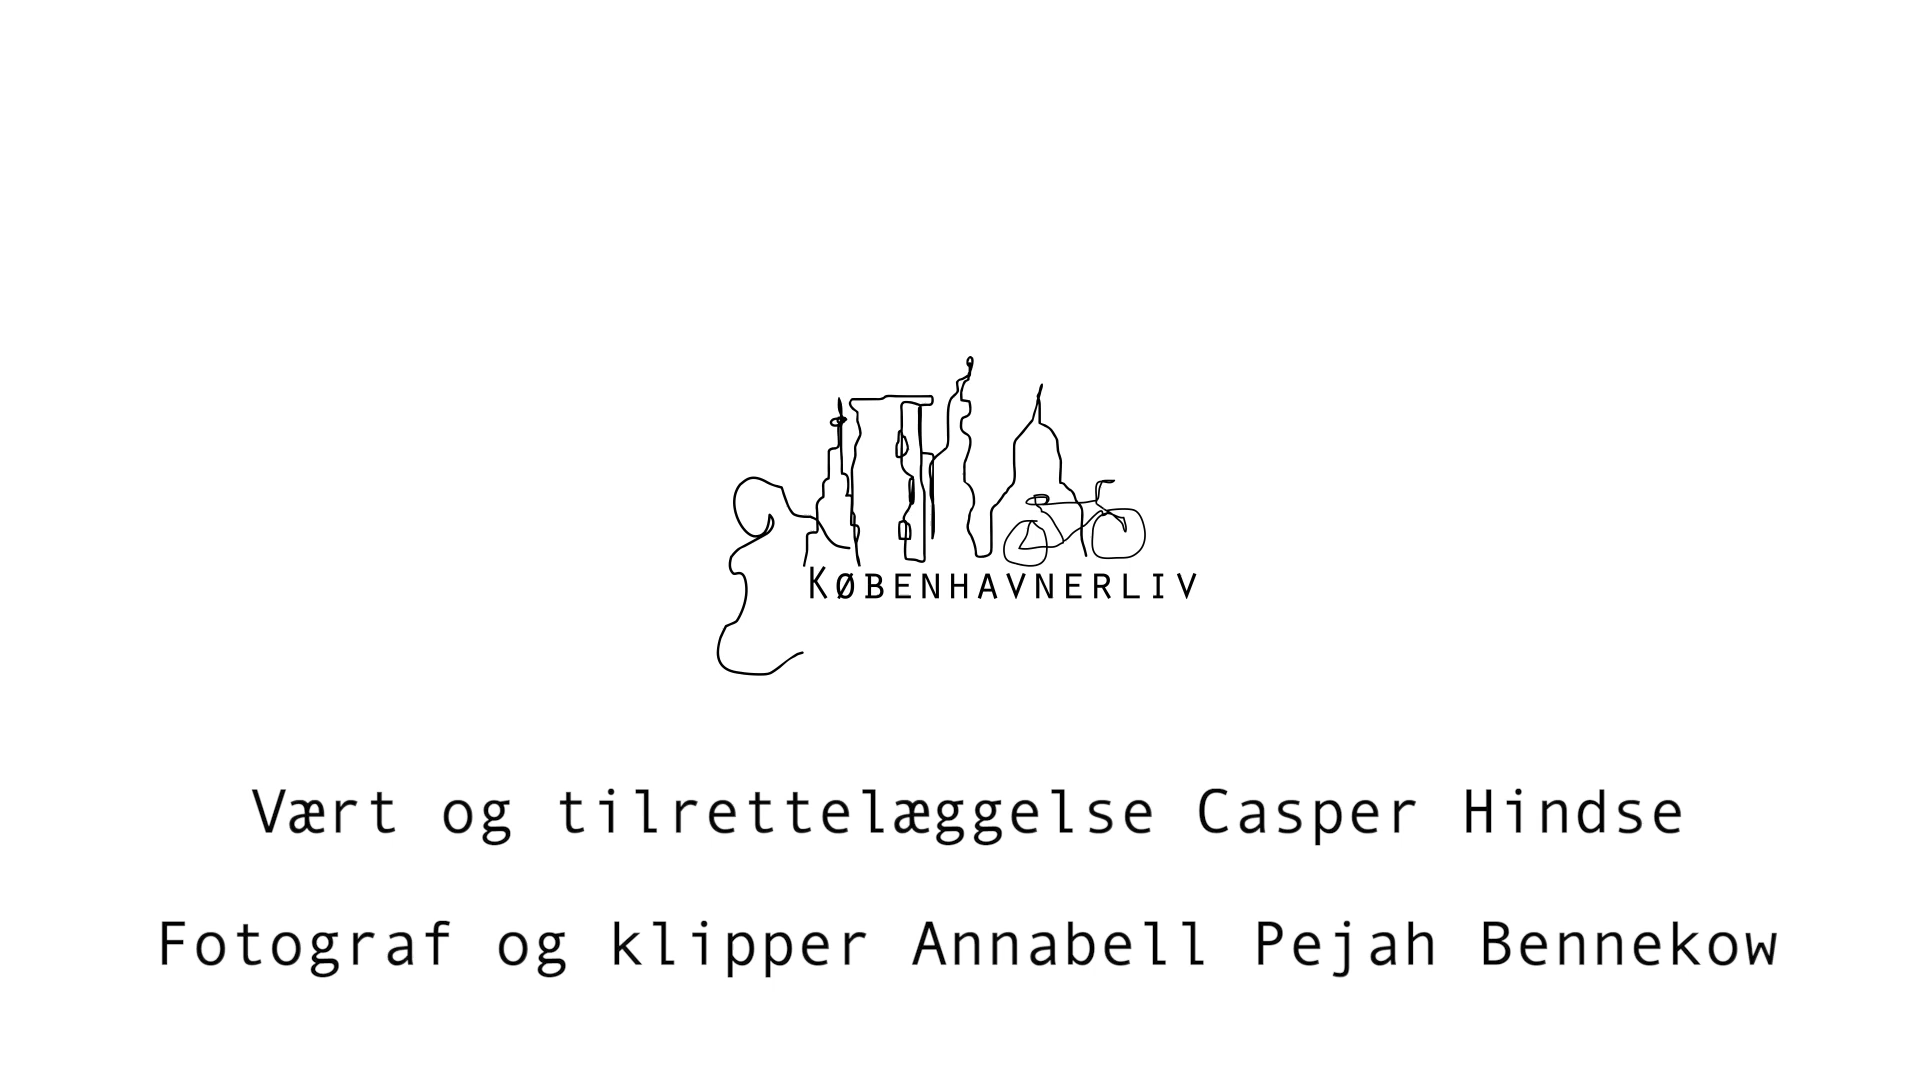 KØBENHAVNERLIV
Vært og tilrettelæggelse Casper Hindse
Fotograf og klipper Annabell Pejah Bennekow